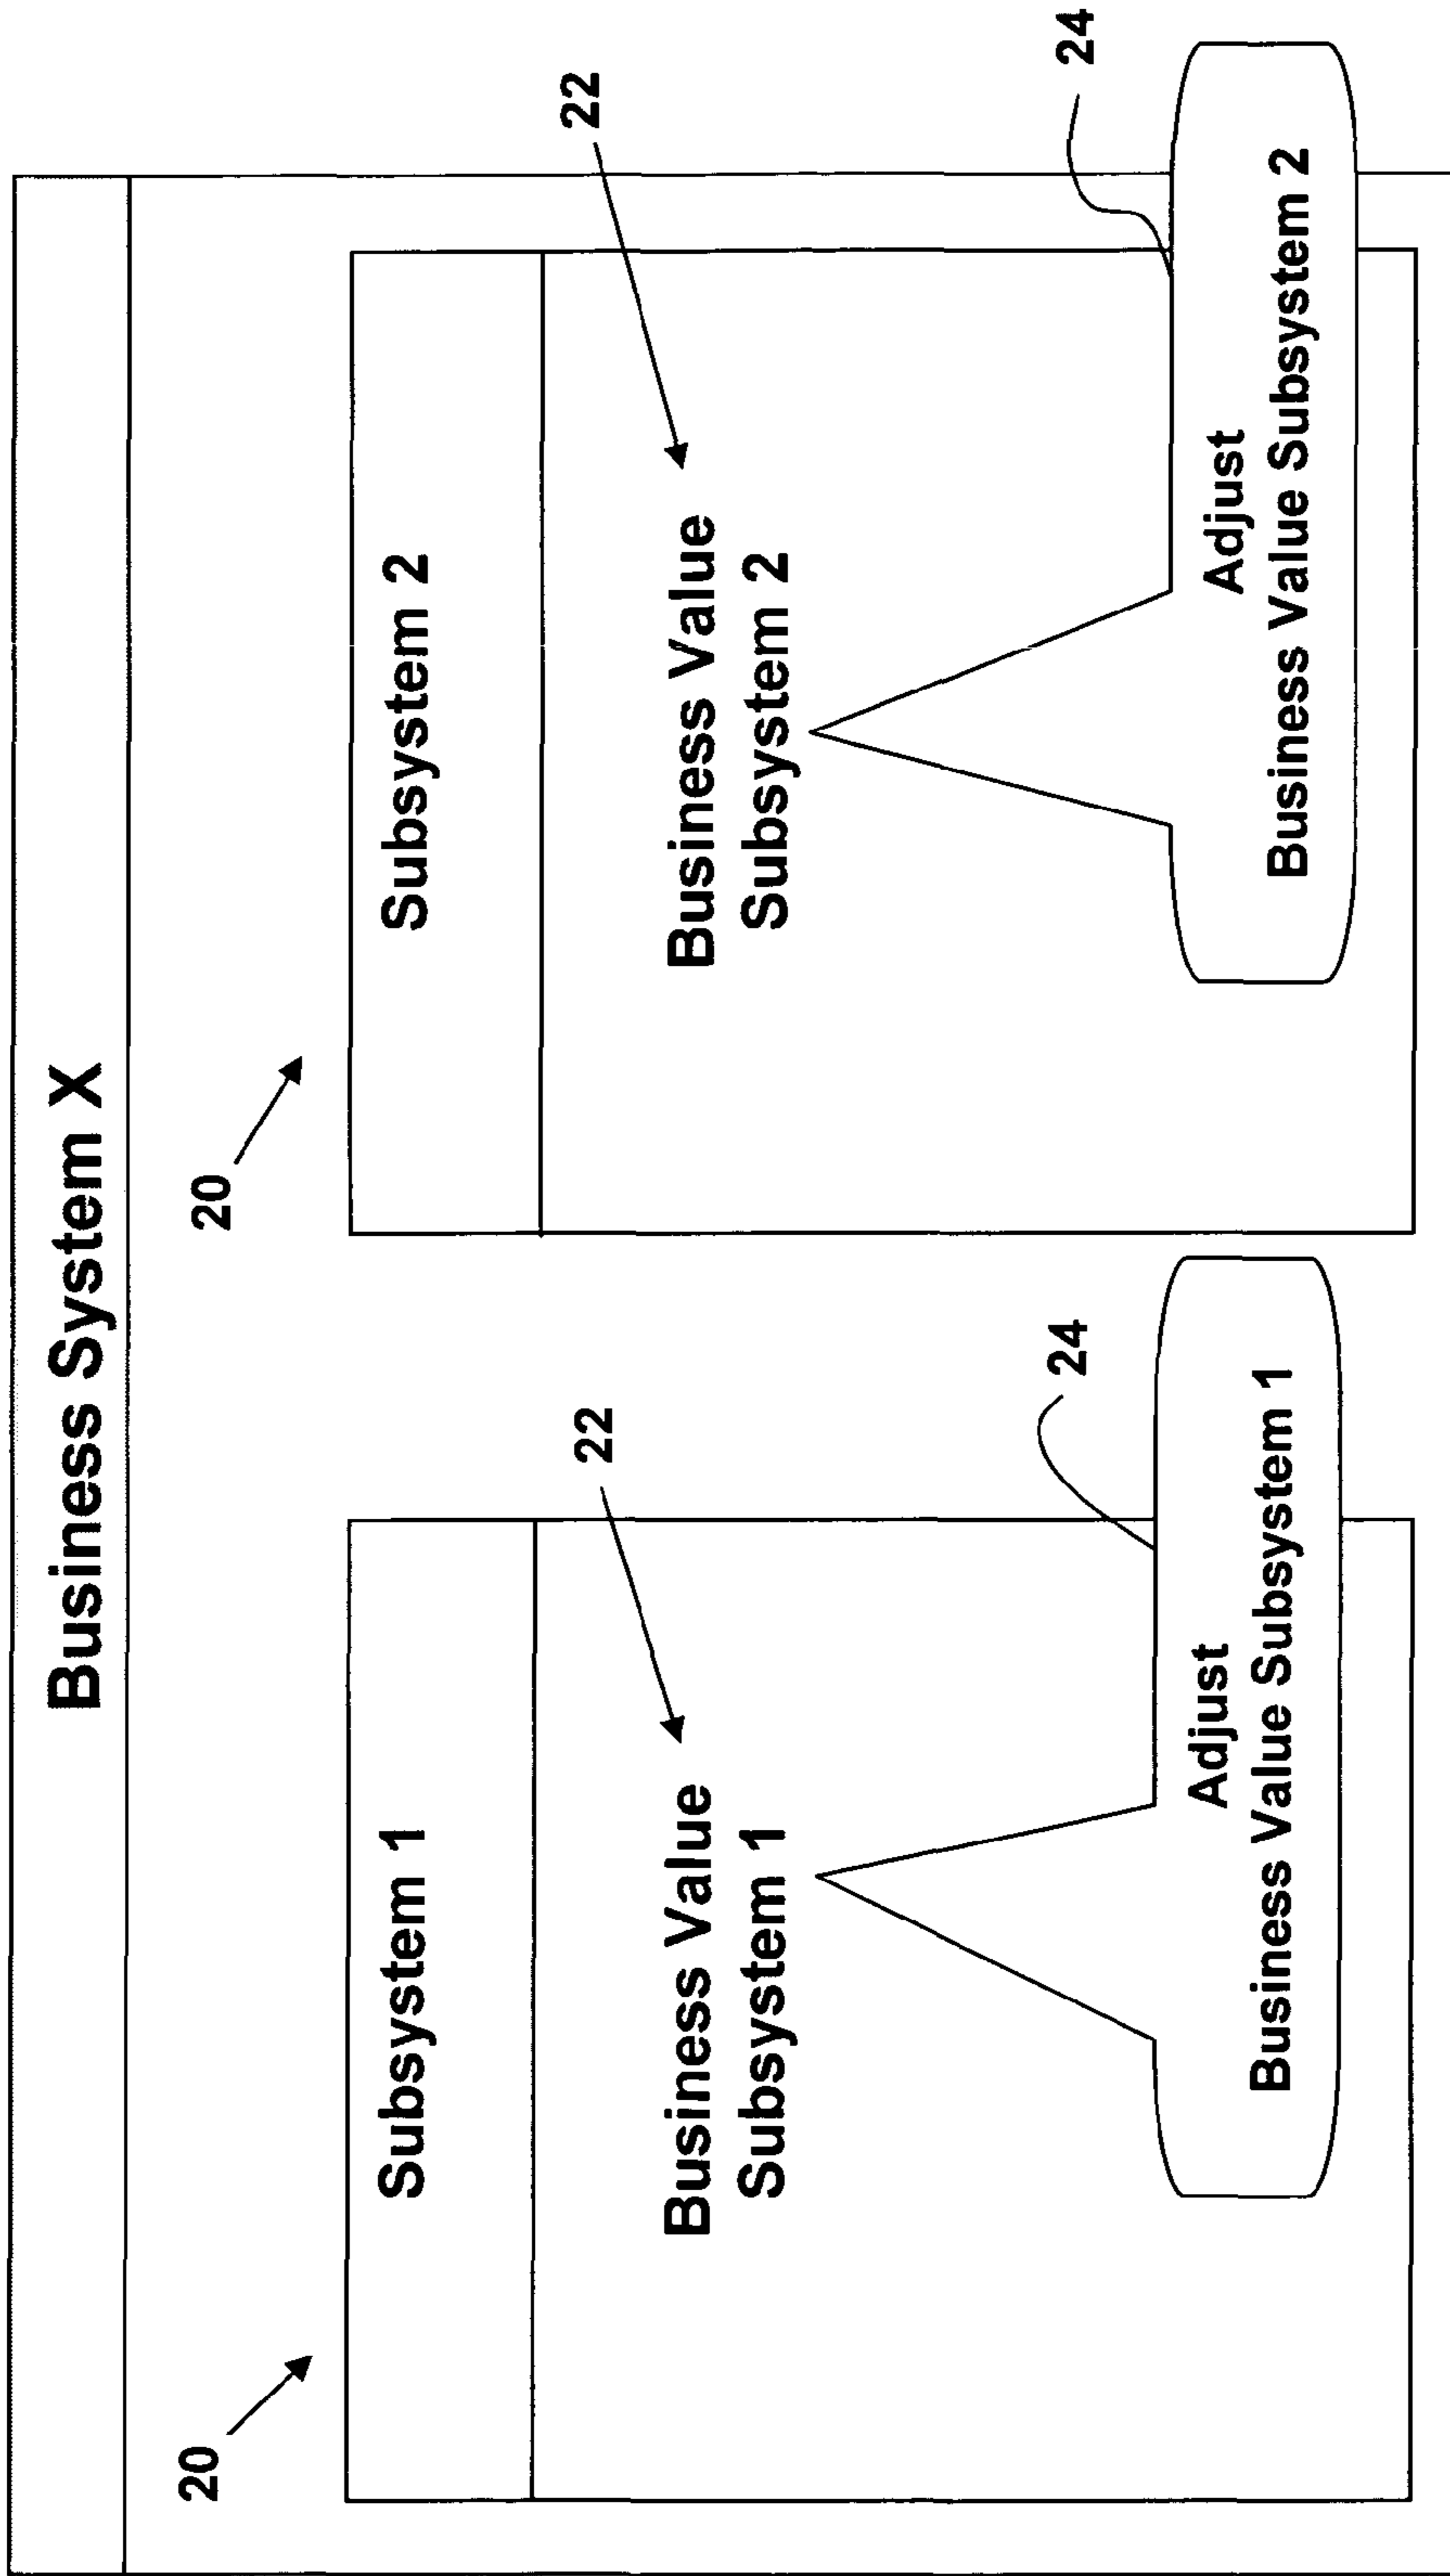 Business System X
20
Subsystem 1
22
Business Value
Subsystem 1
24
Adjust
Business Value Subsystem 1
20
Subsystem 2
22
Business Value
Subsystem 2
24
Adjust
Business Value Subsystem 2